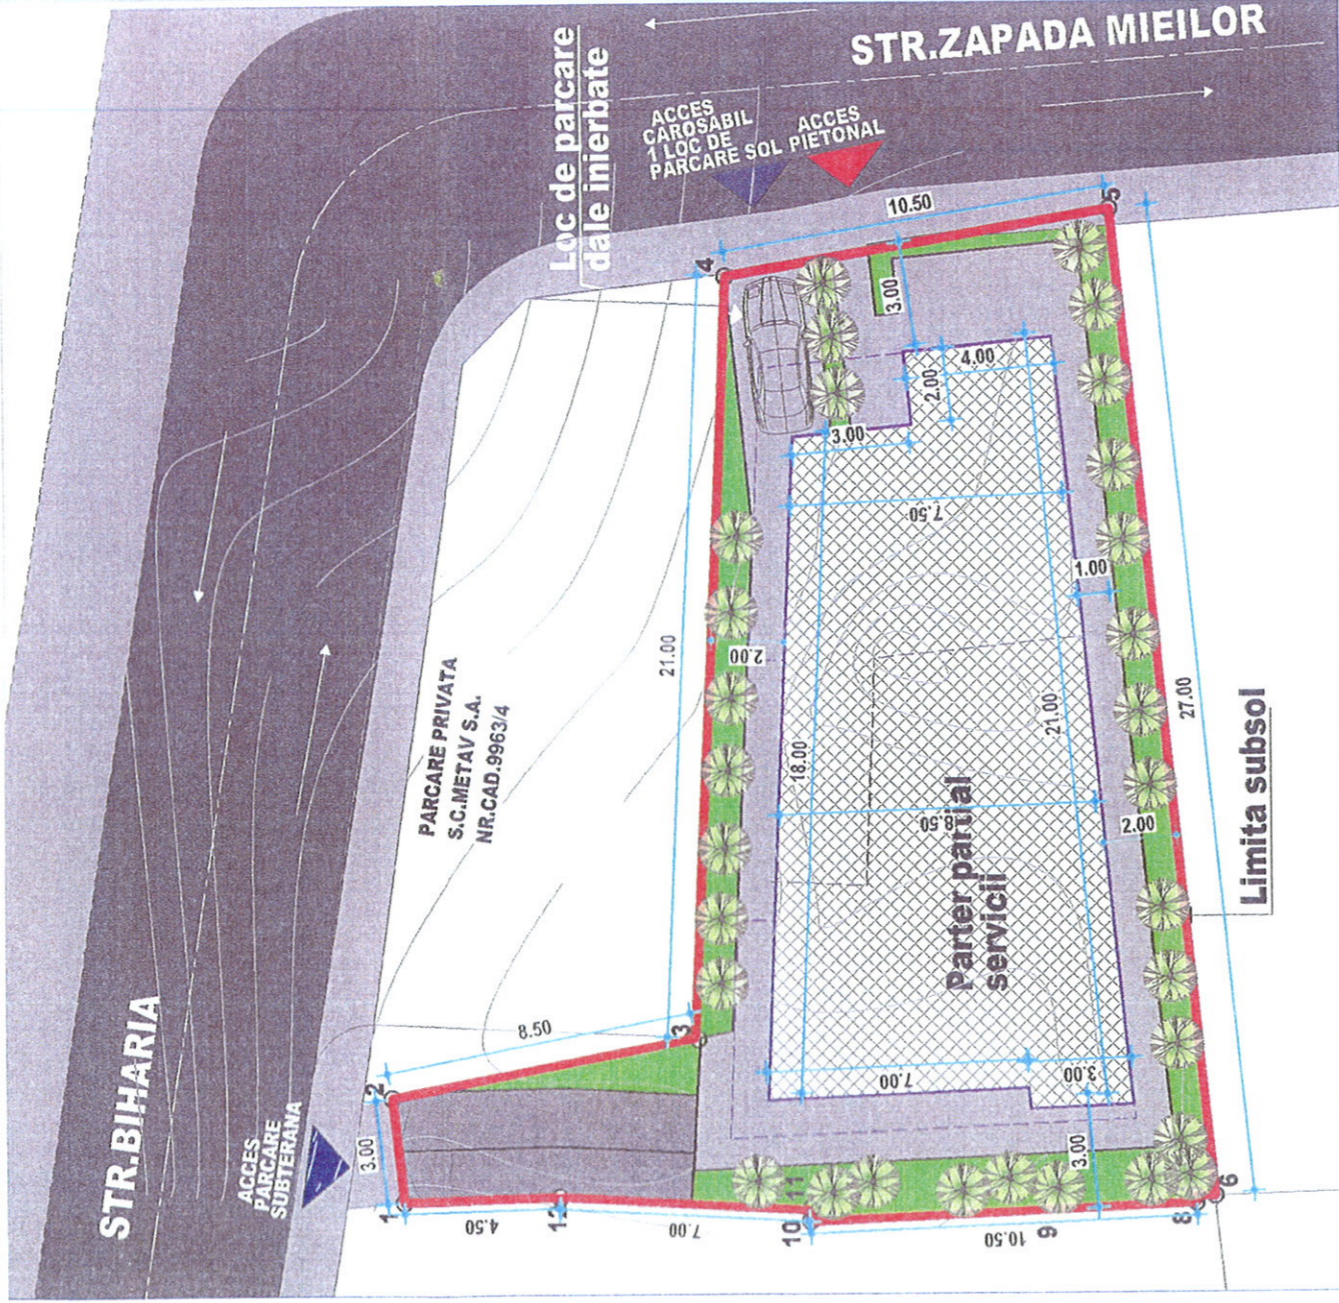 STR.ZAPADA MIEILOR
Loc de parcare
dale inierbate
ACCES
CAROSABIL
1 LOC DE
PARCARE SOL
ACCES
PIETONAL
4
10.50
5
3.00
4.00
2.00
3.00
7.50
1.00
21.00
2.00
PARCARE PRIVATA
S.C.METAV S.A.
NR.CAD.9963/4
18.00
21.00
27.00
8.50
2.00
Parter partial
servicii
Limita subsol
STR.BIHARIA
8.50
3
2
7.00
3.00
ACCES
PARCARE
SUBTERANA
3.00
3.00
1
4.50
12
7.00
11
10
10.50
9
8
6